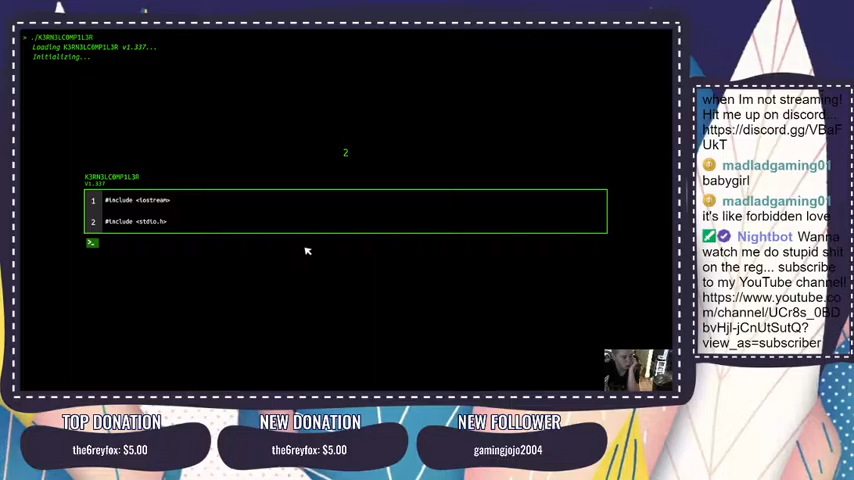 > ./K3RN3LC0MP1L3R
Loading K3RN3LC0MP1L3R v1.337...
Initializing...
2
K3RN3LC0MP1L3R
V1.337
1 #include <iostream>
2 #include <stdio.h>
>_
when Im not streaming!
Hit me up on discord...
https://discord.gg/VBaF
UkT
madladgaming01
babygirl
madladgaming01
it's like forbidden love
Nightbot Wanna
watch me do stupid shit
on the reg... subscribe
to my YouTube channel!
https://www.youtube.co
m/channel/UCr8s_0BD
bvHjl-jCnUtSutQ?
view_as=subscriber
TOP DONATION
NEW DONATION
NEW FOLLOWER
the6reyfox: $5.00
the6reyfox: $5.00
gamingjojo2004